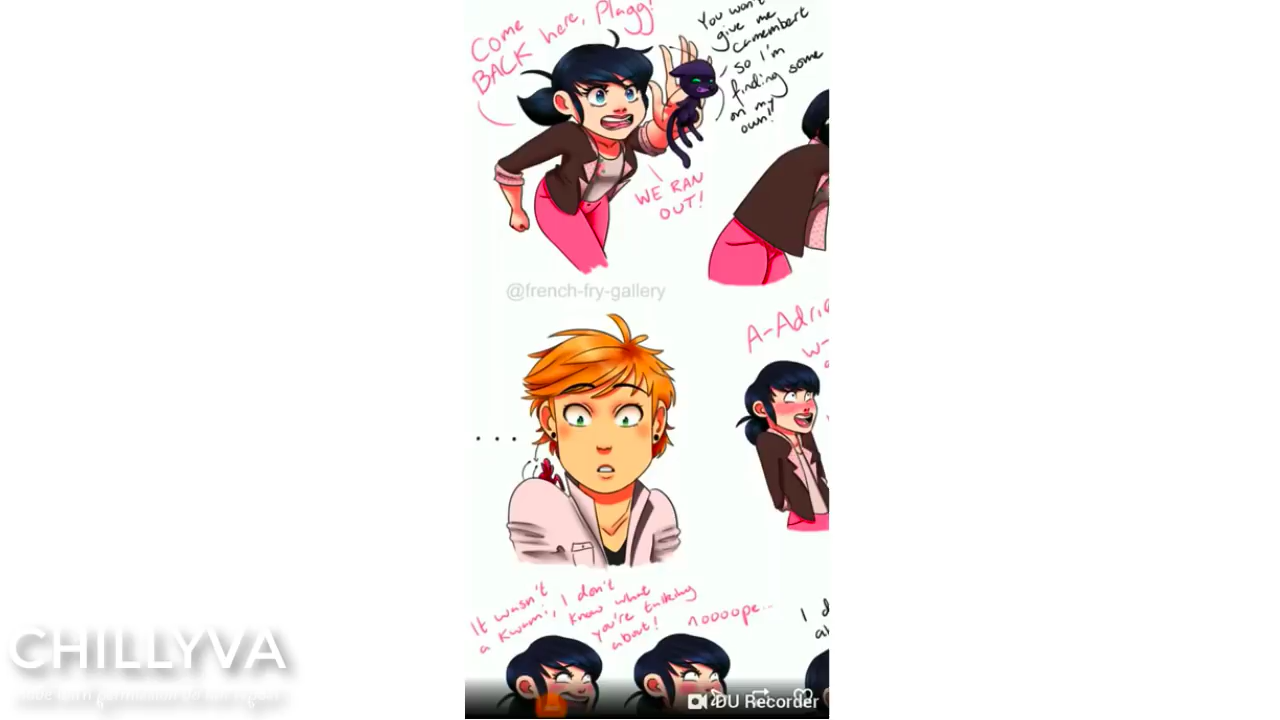 Come
BACK here, Plagg!
You won't
give me
camembert
so I'm
finding some
on my
own!
WE RAN
OUT!
@french-fry-gallery
A-Adri
w-
...
It wasn't
a Kwami, I don't
know what
you're talking
about!
noooope...
I d
CHILLYVA
DU Recorder